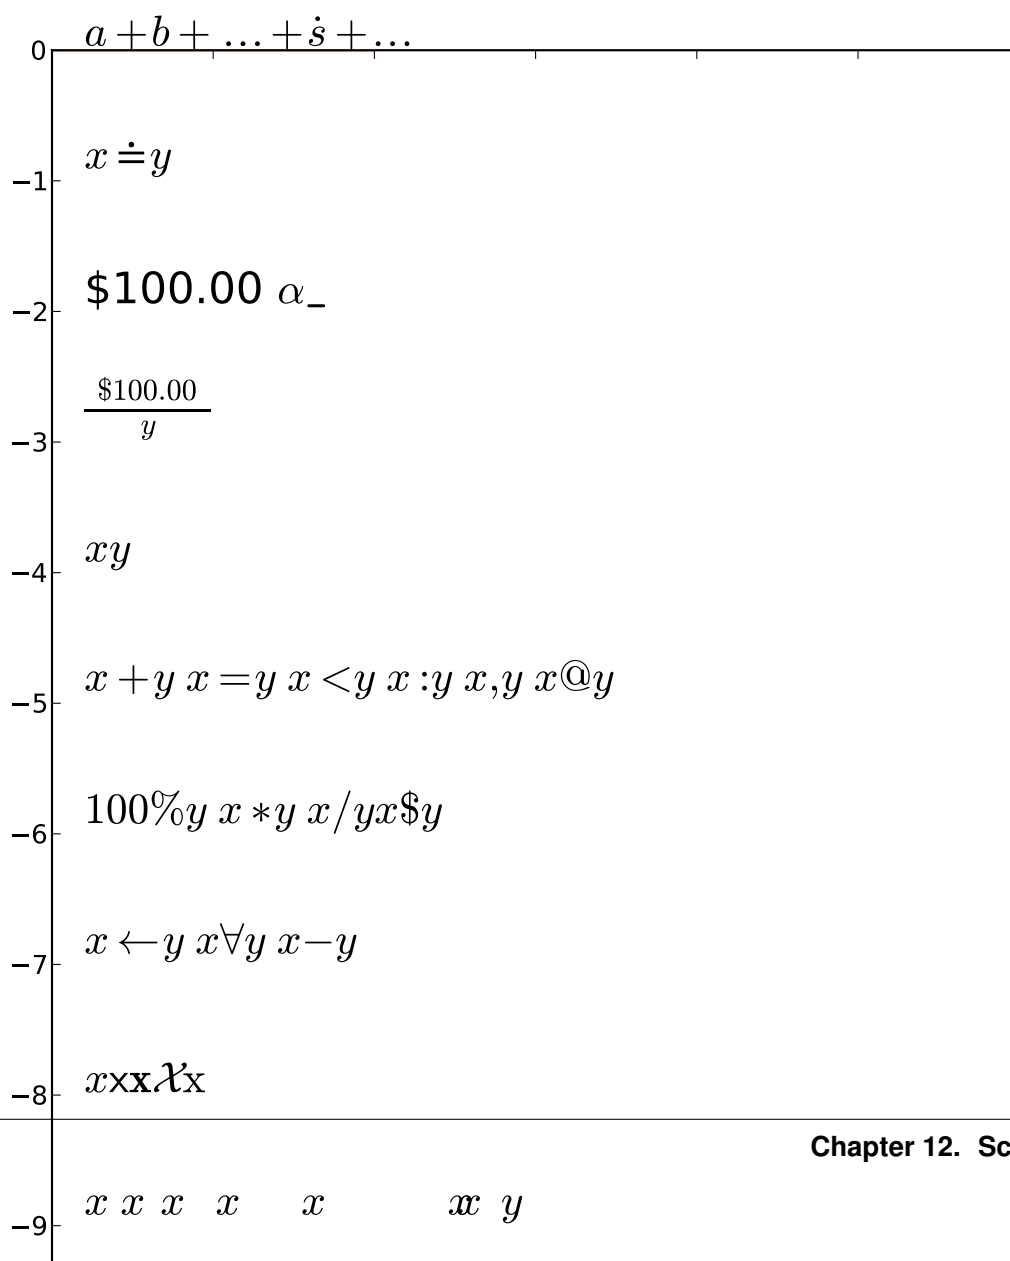 a + b + … + ṡ + …
0
x ≐ y
−1
$100.00 α_
−2
$100.00
y
−3
xy
−4
x + y x = y x < y x : y x, y x@y
−5
100%y x ∗ y x/yx$y
−6
x ← y x∀y x − y
−7
xx𝐱𝒳x
−8
Chapter 12. Sc
x x x x x xx y
−9